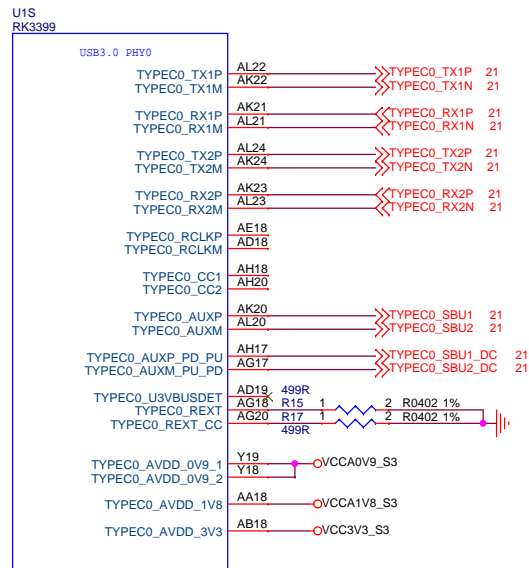 U1S
RK3399
USB3.0 PHY0
TYPEC0_TX1P AL22 TYPEC0_TX1P 21
TYPEC0_TX1M AK22 TYPEC0_TX1N 21
TYPEC0_RX1P AK21 TYPEC0_RX1P 21
TYPEC0_RX1M AL21 TYPEC0_RX1N 21
TYPEC0_TX2P AL24 TYPEC0_TX2P 21
TYPEC0_TX2M AK24 TYPEC0_TX2N 21
TYPEC0_RX2P AK23 TYPEC0_RX2P 21
TYPEC0_RX2M AL23 TYPEC0_RX2N 21
TYPEC0_RCLKP AE18
TYPEC0_RCLKM AD18
TYPEC0_CC1 AH18
TYPEC0_CC2 AH20
TYPEC0_AUXP AK20 TYPEC0_SBU1 21
TYPEC0_AUXM AL20 TYPEC0_SBU2 21
TYPEC0_AUXP_PD_PU AH17 TYPEC0_SBU1_DC 21
TYPEC0_AUXM_PU_PD AG17 TYPEC0_SBU2_DC 21
TYPEC0_U3VBUSDET AD19 499R
TYPEC0_REXT AG18 R15 1 2 R0402 1%
TYPEC0_REXT_CC AG20 R17 1 2 R0402 1%
499R
TYPEC0_AVDD_0V9_1 Y19 VCCA0V9_S3
TYPEC0_AVDD_0V9_2 Y18
TYPEC0_AVDD_1V8 AA18 VCCA1V8_S3
TYPEC0_AVDD_3V3 AB18 VCC3V3_S3